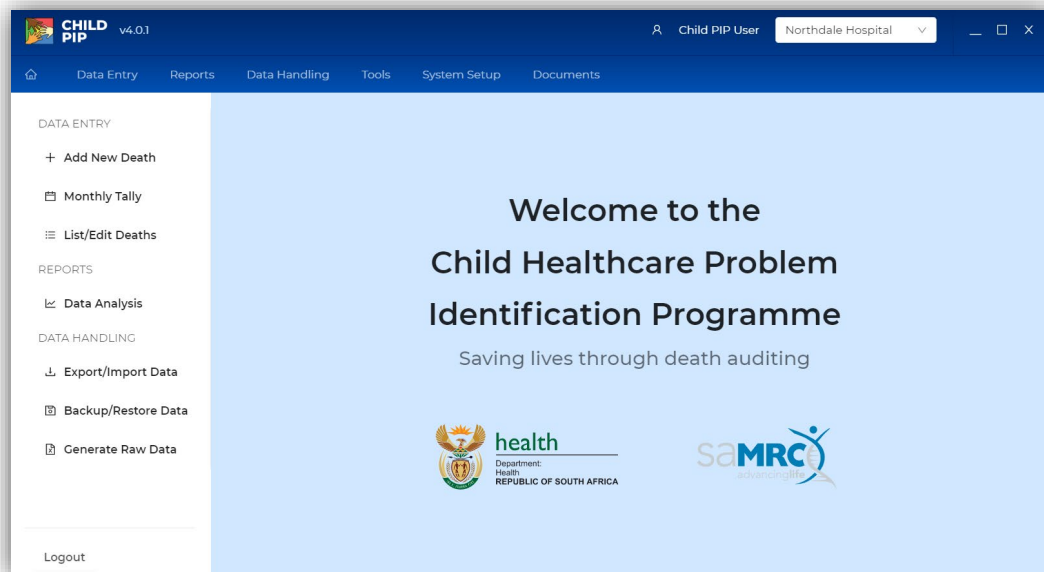 CHILD
PIP
v4.0.1
Child PIP User
Northdale Hospital
X
Data Entry
Reports
Data Handling
Tools
System Setup
Documents
DATA ENTRY
+ Add New Death
Monthly Tally
List/Edit Deaths
REPORTS
Data Analysis
DATA HANDLING
Export/Import Data
Backup/Restore Data
Generate Raw Data
Logout
Welcome to the
Child Healthcare Problem
Identification Programme
Saving lives through death auditing
health
Department:
Health
REPUBLIC OF SOUTH AFRICA
saMRC
advancinglife